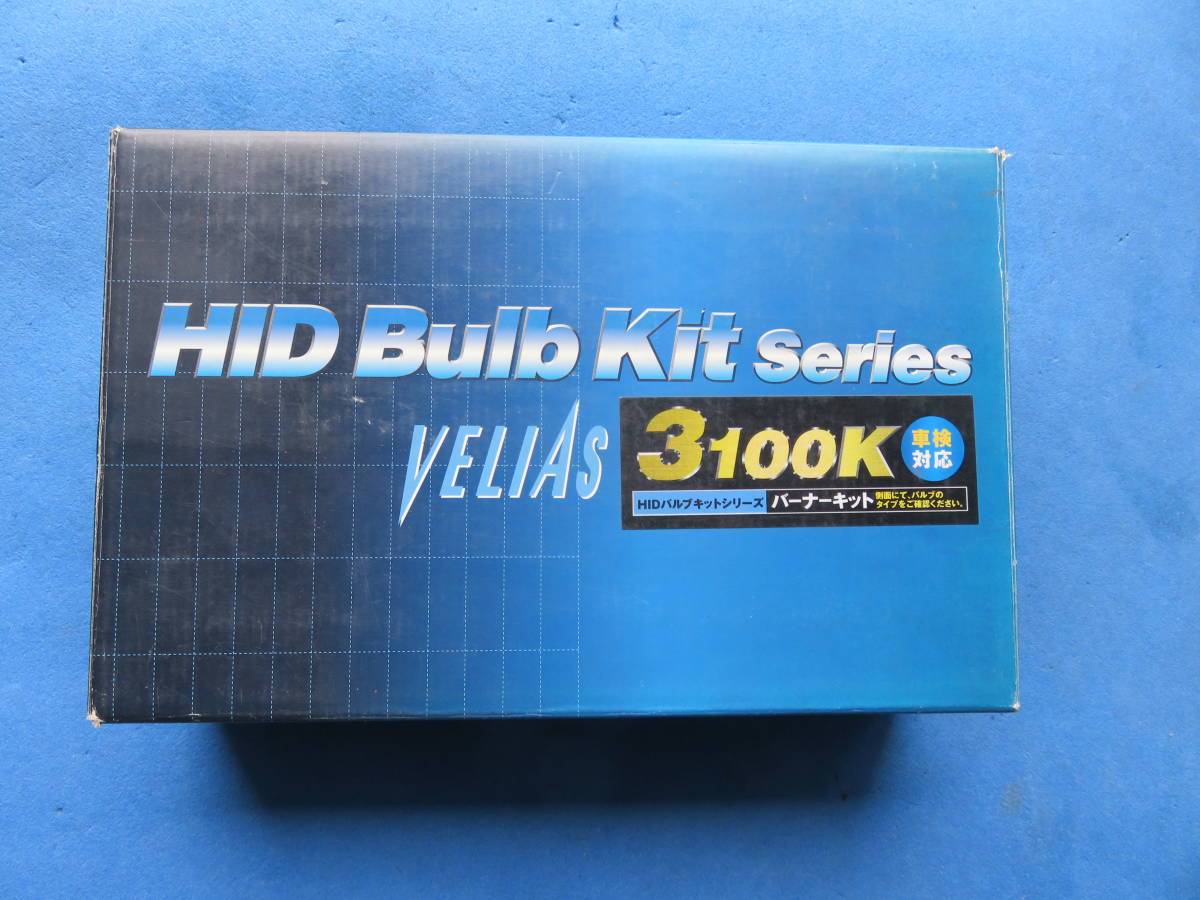 HID Bulb Kit Series
VELIAS
3100K
車検
対応
HIDバルブキットシリーズ バーナーキット
側面にて、バルブの
タイプをご確認ください。